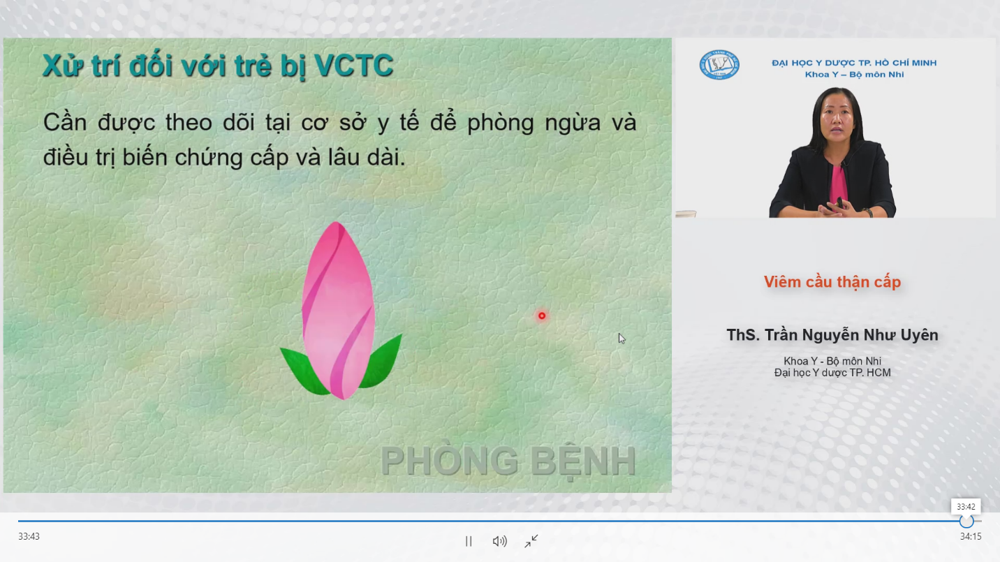 Xử trí đối với trẻ bị VCTC
Cần được theo dõi tại cơ sở y tế để phòng ngừa và
điều trị biến chứng cấp và lâu dài.
PHÒNG BỆNH
ĐẠI HỌC Y DƯỢC TP. HỒ CHÍ MINH
Khoa Y – Bộ môn Nhi
Viêm cầu thận cấp
ThS. Trần Nguyễn Như Uyên
Khoa Y - Bộ môn Nhi
Đại học Y dược TP. HCM
33:42
33:43
34:15